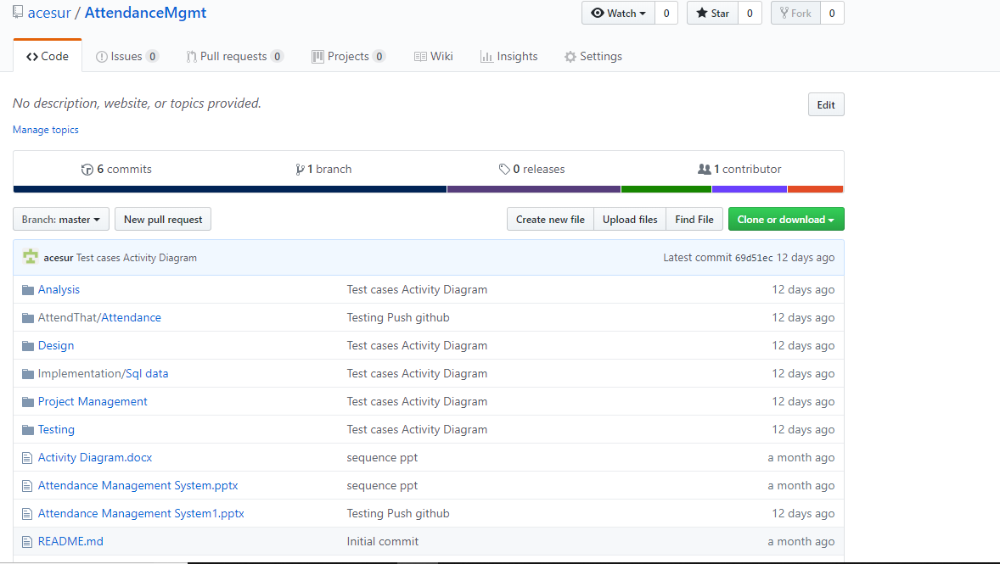 acesur / AttendanceMgmt
Watch 0 Star 0 Fork 0
Code Issues 0 Pull requests 0 Projects 0 Wiki Insights Settings
No description, website, or topics provided.
Edit
Manage topics
6 commits 1 branch 0 releases 1 contributor
Branch: master New pull request Create new file Upload files Find File Clone or download
acesur Test cases Activity Diagram Latest commit 69d51ec 12 days ago
Analysis Test cases Activity Diagram 12 days ago
AttendThat/Attendance Testing Push github 12 days ago
Design Test cases Activity Diagram 12 days ago
Implementation/Sql data Test cases Activity Diagram 12 days ago
Project Management Test cases Activity Diagram 12 days ago
Testing Test cases Activity Diagram 12 days ago
Activity Diagram.docx sequence ppt a month ago
Attendance Management System.pptx sequence ppt a month ago
Attendance Management System1.pptx Testing Push github 12 days ago
README.md Initial commit a month ago